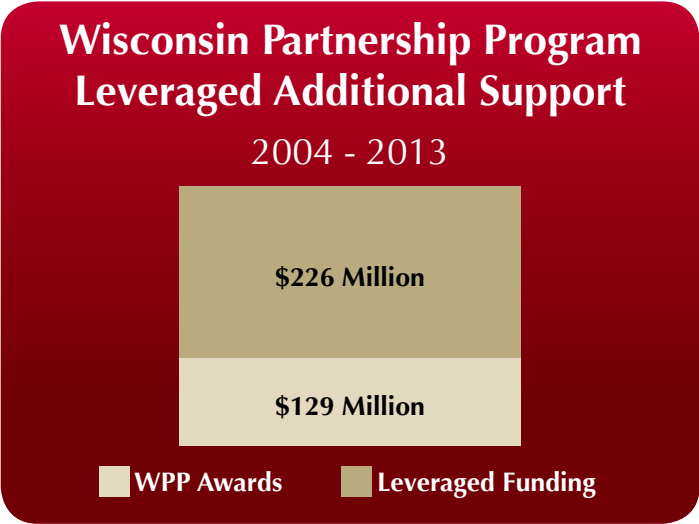 Wisconsin Partnership Program
Leveraged Additional Support
2004 - 2013
$226 Million
$129 Million
WPP Awards
Leveraged Funding